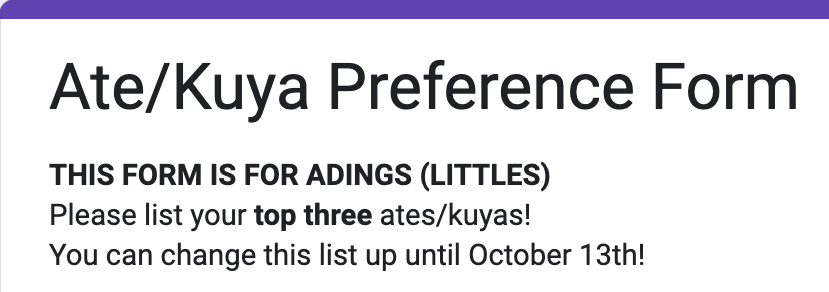 Ate/Kuya Preference Form
THIS FORM IS FOR ADINGS (LITTLES)
Please list your top three ates/kuyas!
You can change this list up until October 13th!